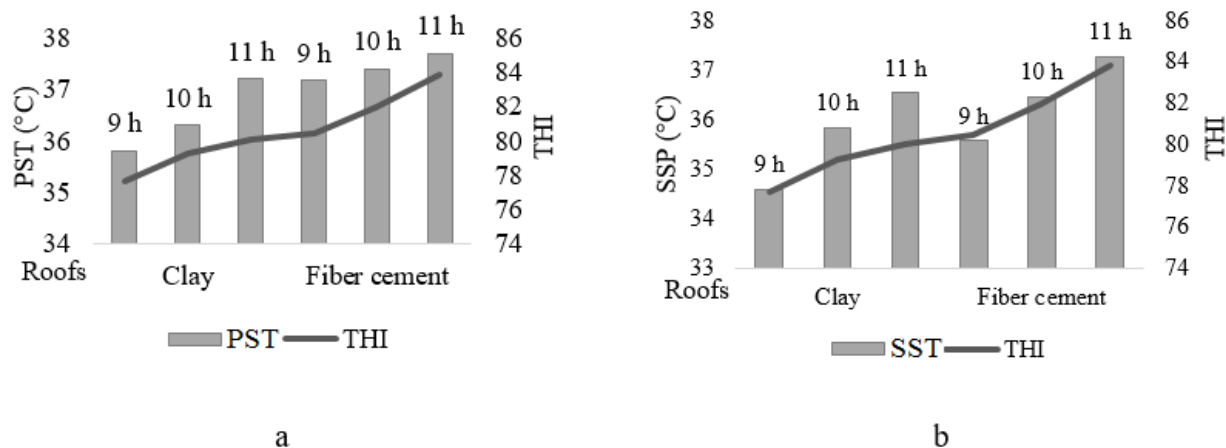 38
37
36
35
34
PST (°C)
9 h
10 h
11 h
9 h
10 h
11 h
86
84
82
80
78
76
74
THI
Roofs
Clay
Fiber cement
PST
THI
a
38
37
36
35
34
33
SSP (°C)
9 h
10 h
11 h
9 h
10 h
11 h
86
84
82
80
78
76
74
THI
Roofs
Clay
Fiber cement
SST
THI
b